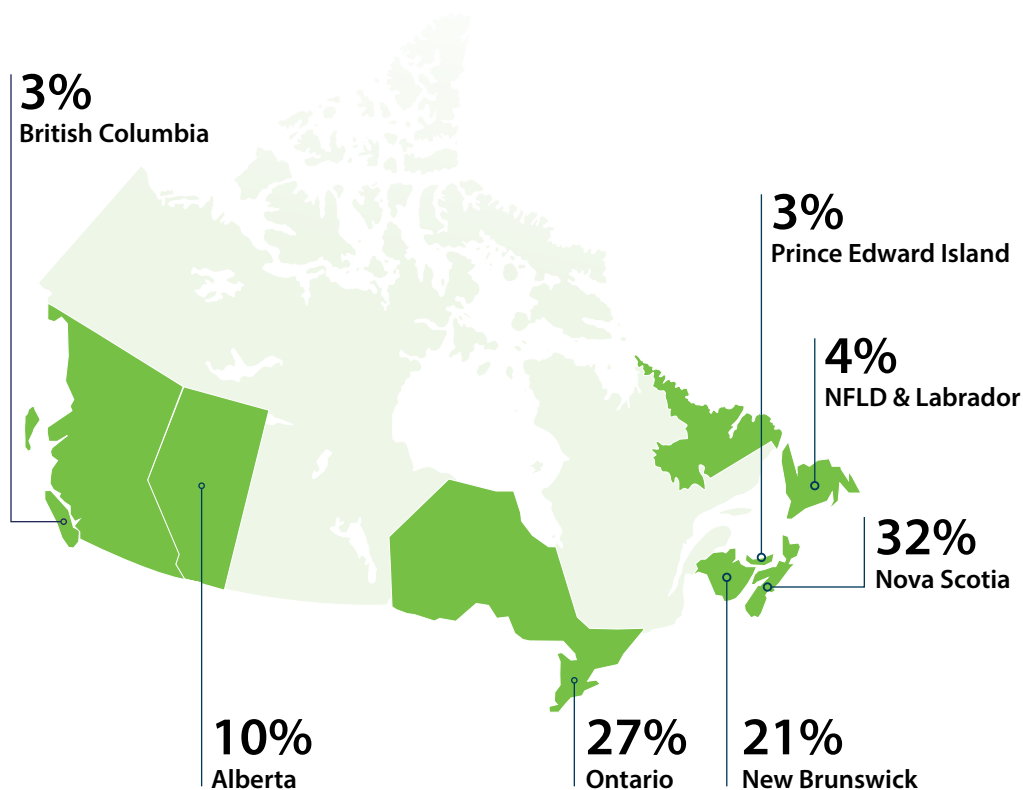 3%
British Columbia
3%
Prince Edward Island
4%
NFLD & Labrador
32%
Nova Scotia
10%
Alberta
27%
Ontario
21%
New Brunswick